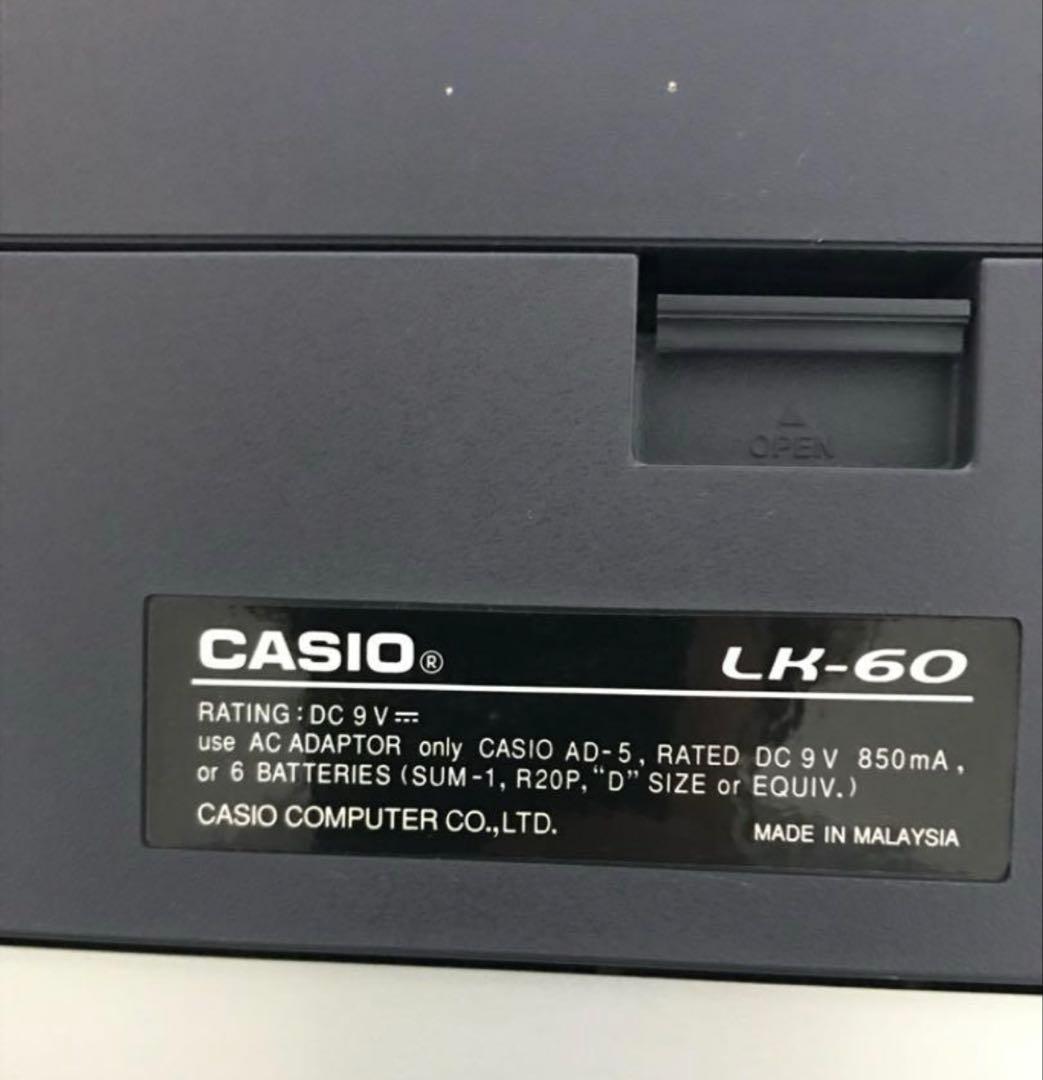 OPEN
CASIO® LK-60
RATING : DC 9 V ⎓
use AC ADAPTOR only CASIO AD-5, RATED DC 9 V 850mA,
or 6 BATTERIES (SUM-1, R20P, “D” SIZE or EQUIV.)
CASIO COMPUTER CO.,LTD. MADE IN MALAYSIA